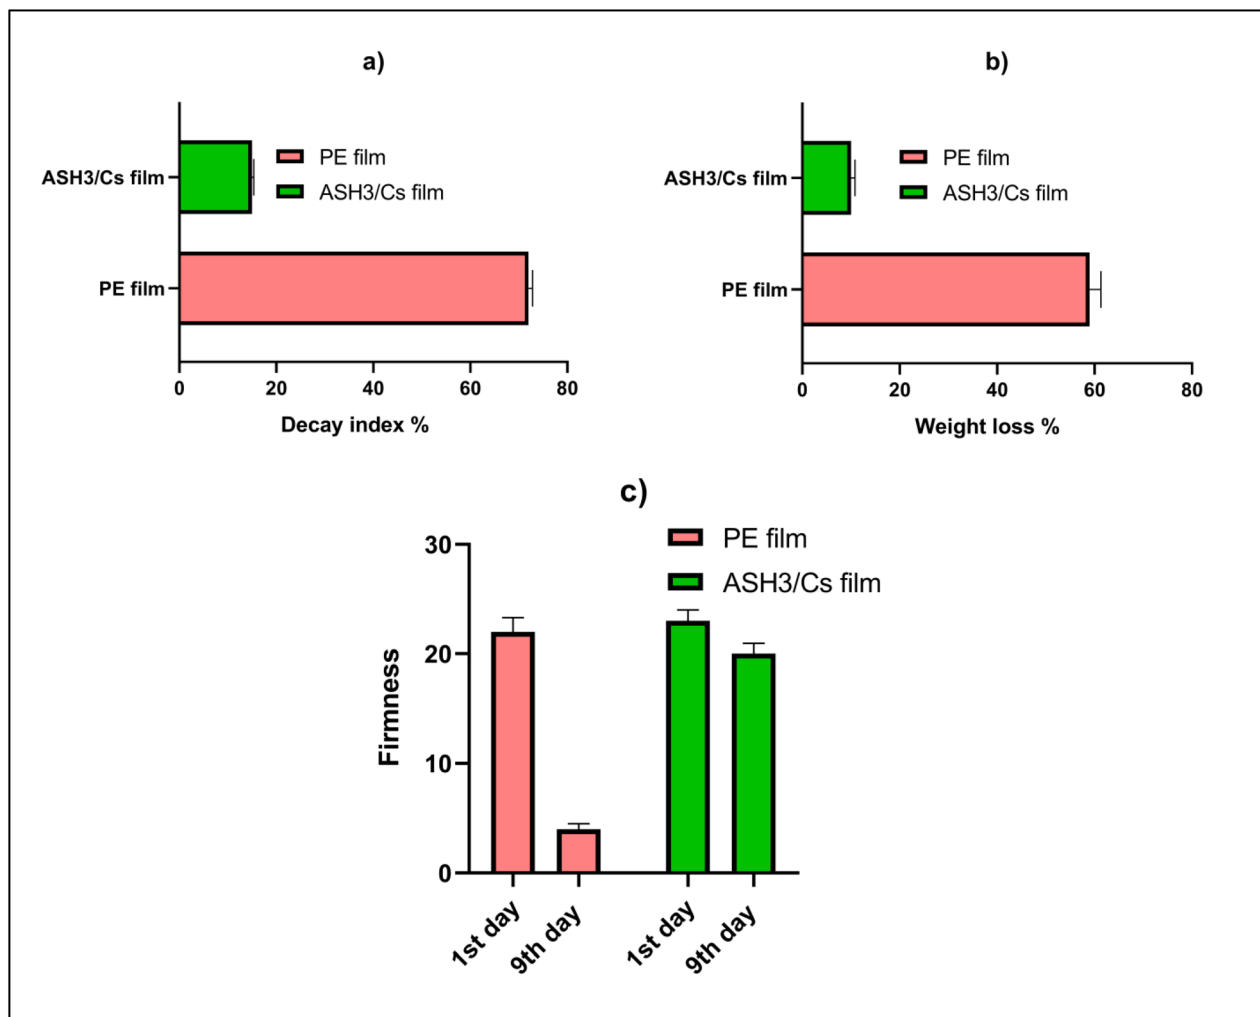 a)
ASH3/Cs film
PE film
PE film
ASH3/Cs film
0 20 40 60 80
Decay index %
b)
ASH3/Cs film
PE film
PE film
ASH3/Cs film
0 20 40 60 80
Weight loss %
c)
PE film
ASH3/Cs film
30
20
10
0
Firmness
1st day
9th day
1st day
9th day